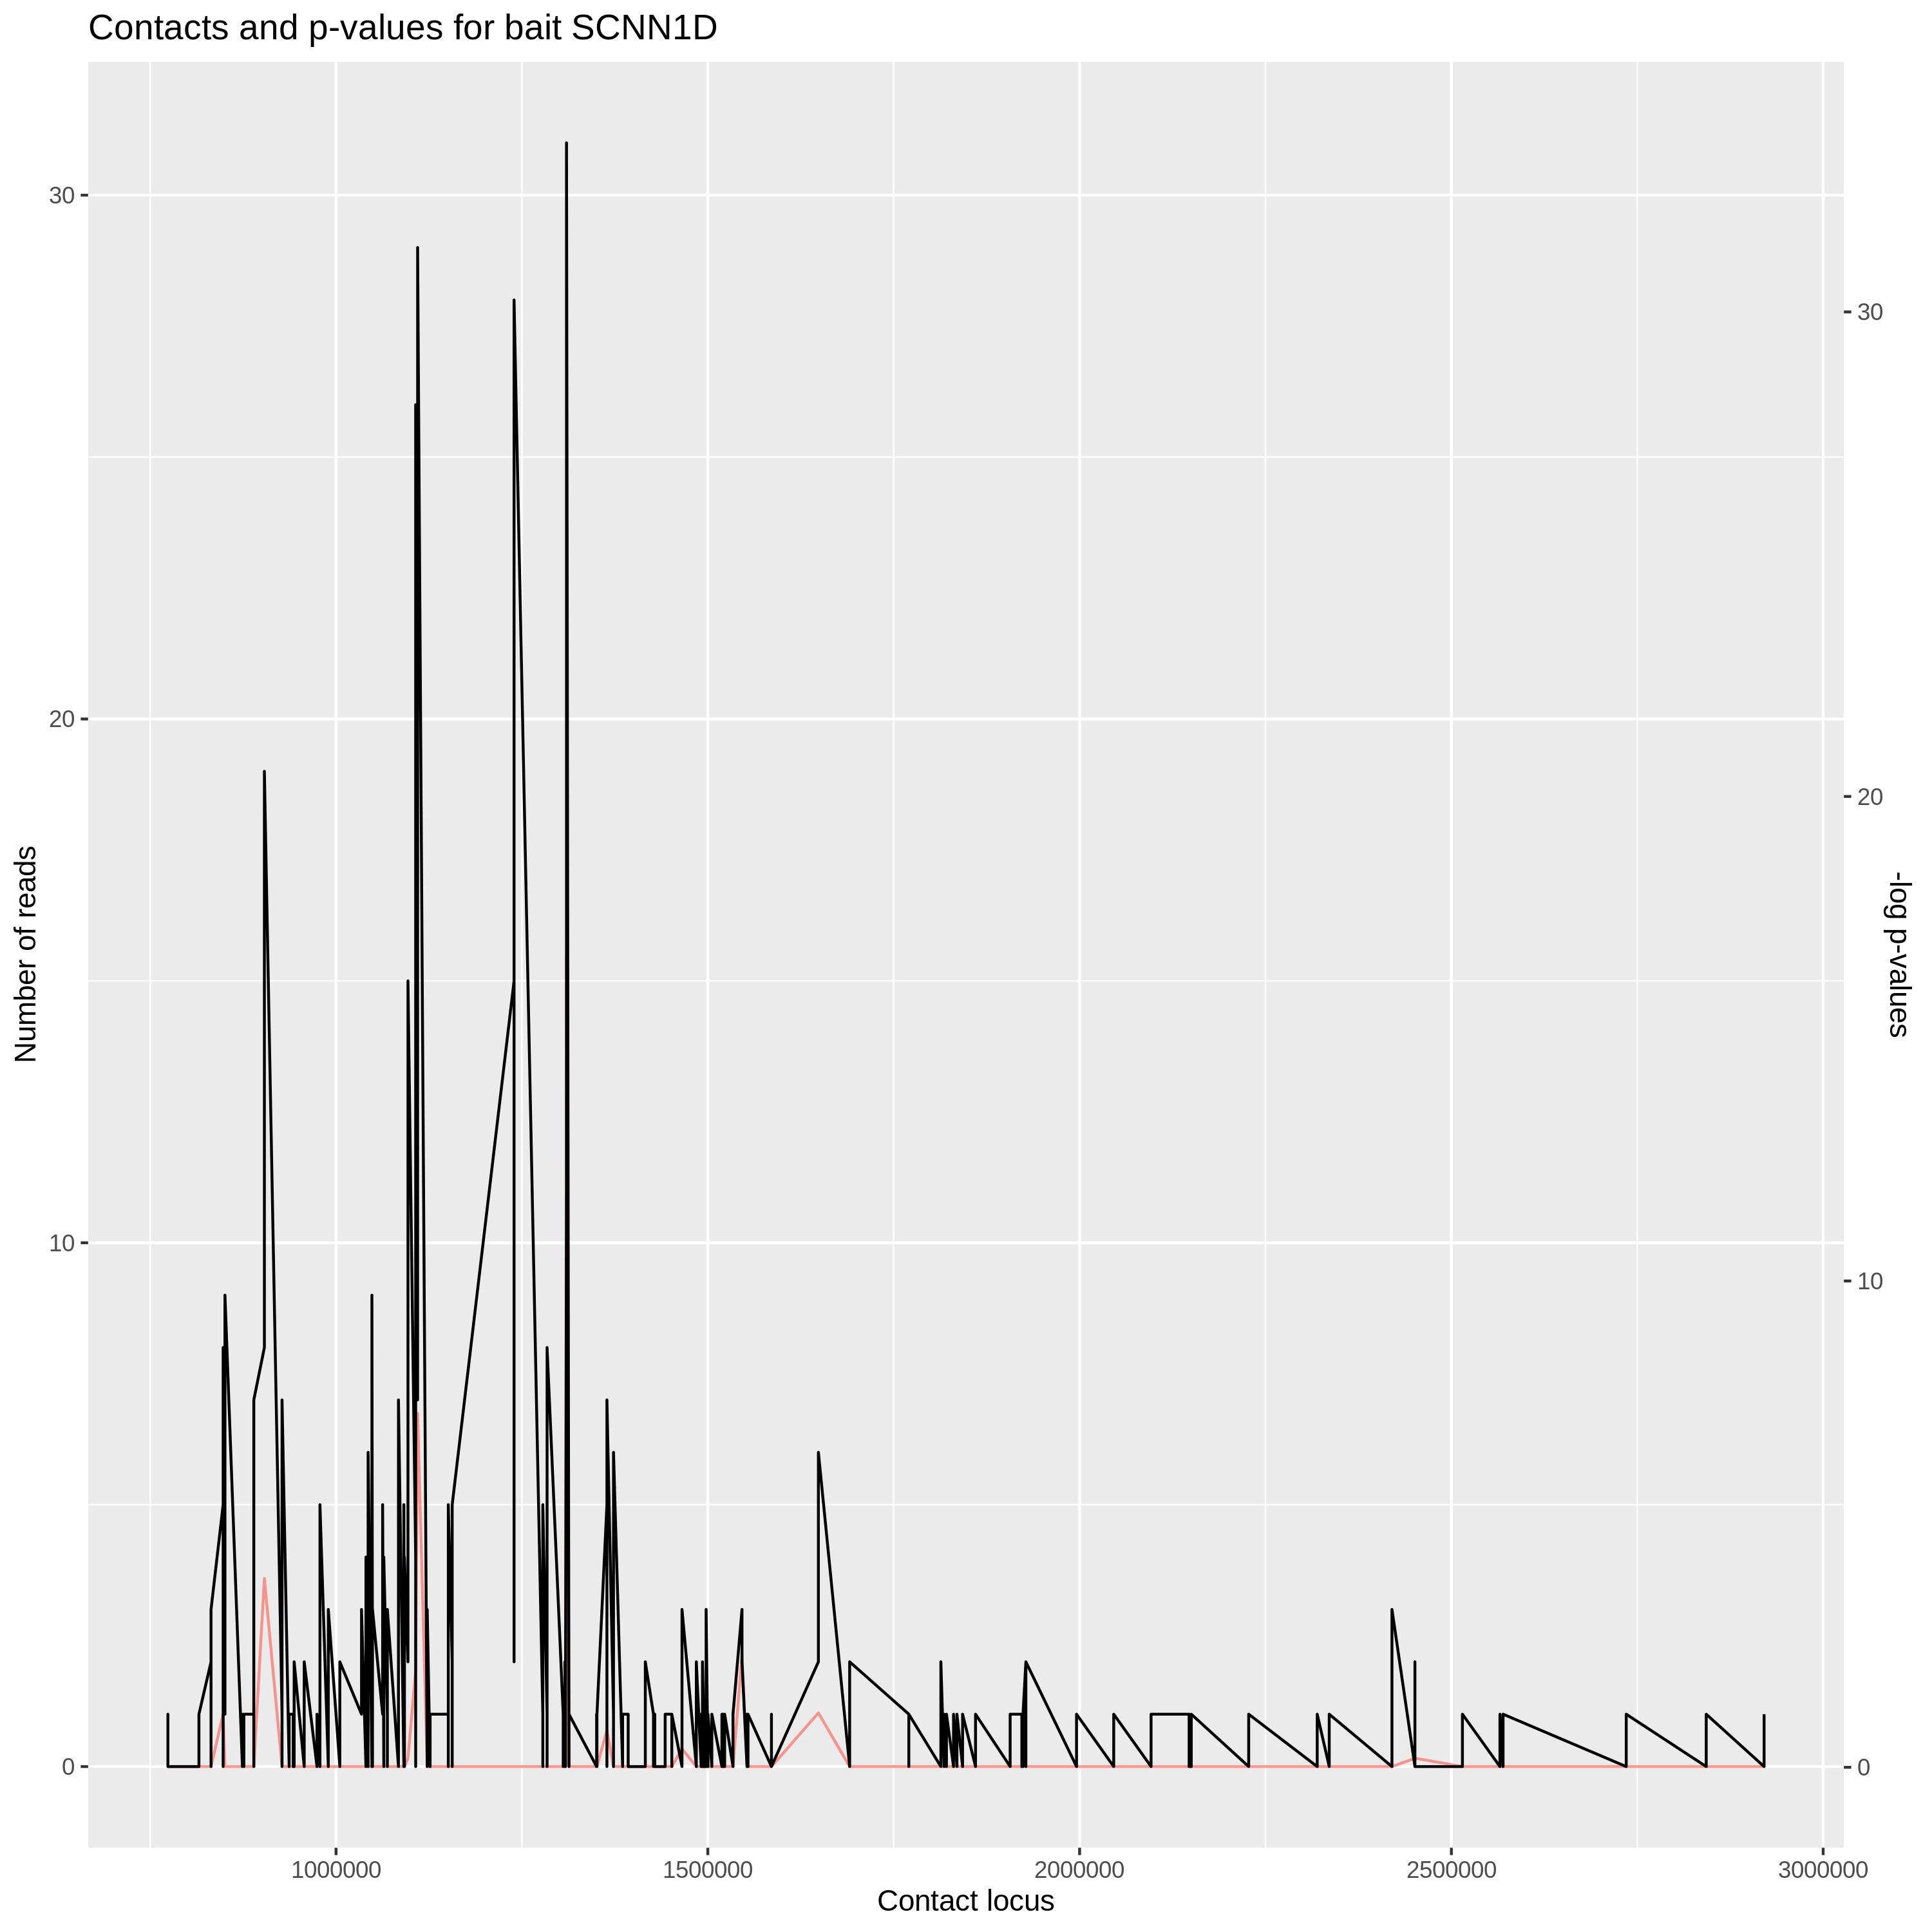 Contacts and p-values for bait SCNN1D
30
20
10
0
Number of reads
30
20
10
0
-log p-values
1000000 1500000 2000000 2500000 3000000
Contact locus